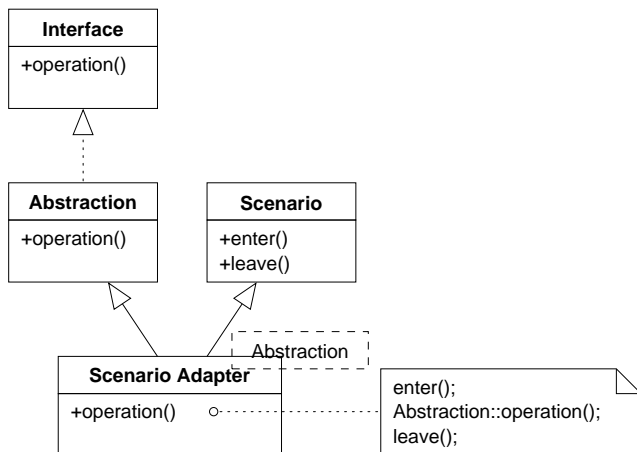 Interface
+operation()
Abstraction
+operation()
Scenario
+enter()
+leave()
Abstraction
Scenario Adapter
+operation()
enter();
Abstraction::operation();
leave();